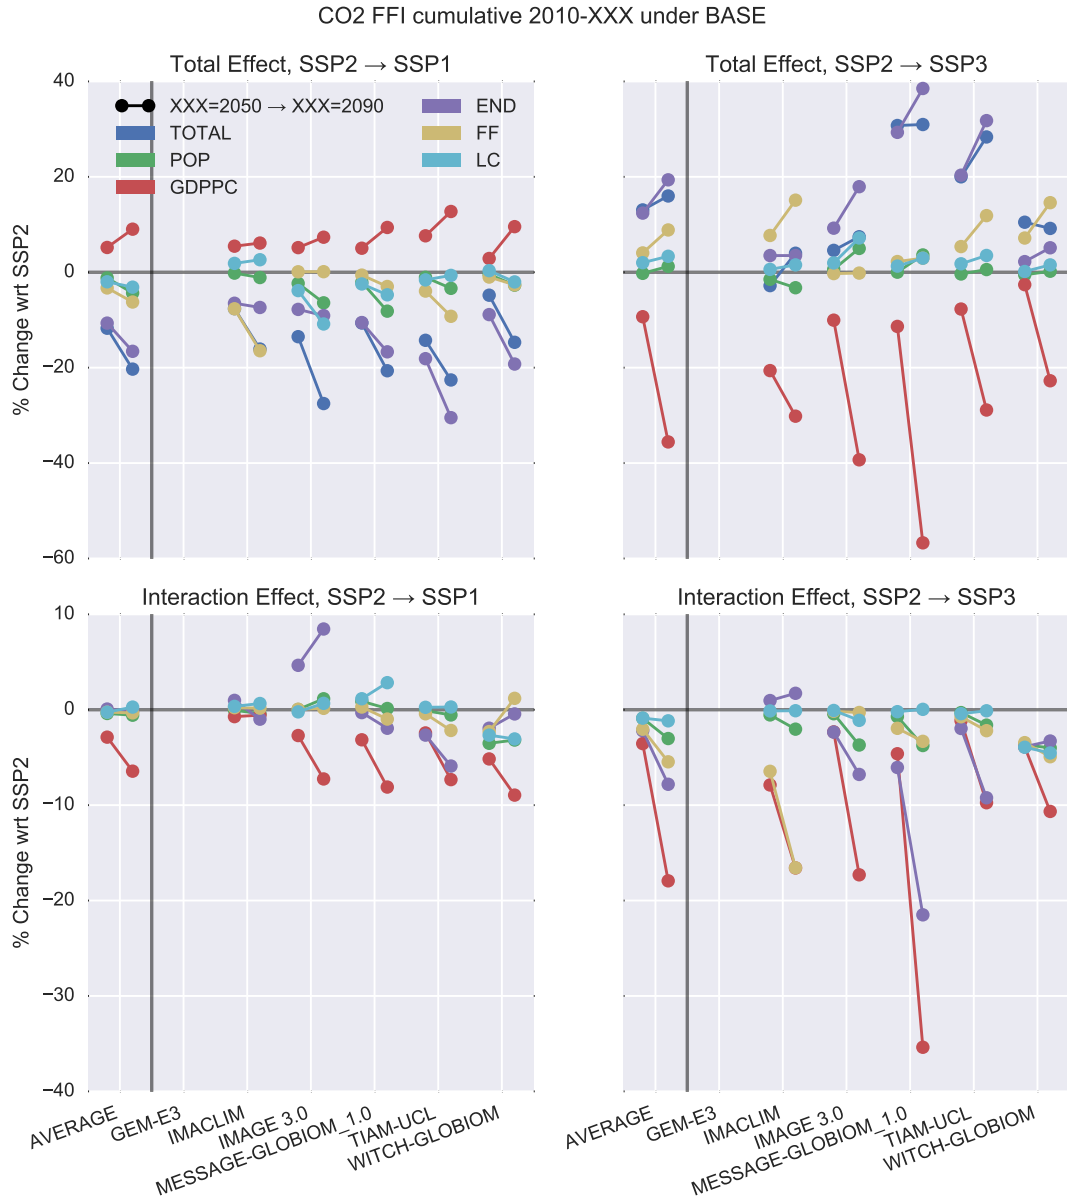 CO2 FFI cumulative 2010-XXX under BASE
Total Effect, SSP2 → SSP1
Total Effect, SSP2 → SSP3
40
20
0
−20
−40
−60
% Change wrt SSP2
XXX=2050 → XXX=2090
TOTAL
POP
GDPPC
END
FF
LC
Interaction Effect, SSP2 → SSP1
Interaction Effect, SSP2 → SSP3
10
0
−10
−20
−30
−40
% Change wrt SSP2
AVERAGE
GEM-E3
IMACLIM
IMAGE 3.0
MESSAGE-GLOBIOM_1.0
TIAM-UCL
WITCH-GLOBIOM
AVERAGE
GEM-E3
IMACLIM
IMAGE 3.0
MESSAGE-GLOBIOM_1.0
TIAM-UCL
WITCH-GLOBIOM